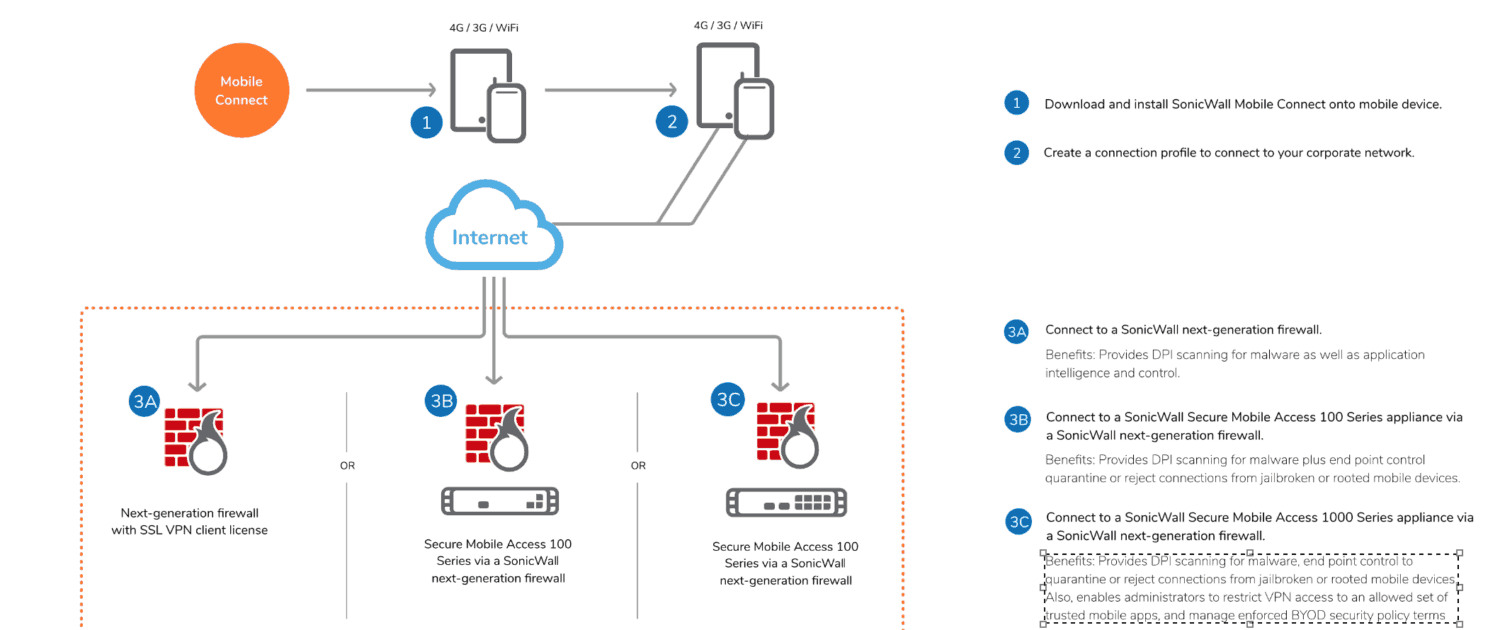 4G / 3G / WiFi
4G / 3G / WiFi
Mobile
Connect
1
2
Internet
3A
3B
3C
OR
OR
Next-generation firewall
with SSL VPN client license
Secure Mobile Access 100
Series via a SonicWall
next-generation firewall
Secure Mobile Access 100
Series via a SonicWall
next-generation firewall
1 Download and install SonicWall Mobile Connect onto mobile device.
2 Create a connection profile to connect to your corporate network.
3A Connect to a SonicWall next-generation firewall.
Benefits: Provides DPI scanning for malware as well as application
intelligence and control.
3B Connect to a SonicWall Secure Mobile Access 100 Series appliance via
a SonicWall next-generation firewall.
Benefits: Provides DPI scanning for malware plus end point control
quarantine or reject connections from jailbroken or rooted mobile devices.
3C Connect to a SonicWall Secure Mobile Access 1000 Series appliance via
a SonicWall next-generation firewall.
Benefits: Provides DPI scanning for malware, end point control to
quarantine or reject connections from jailbroken or rooted mobile devices.
Also, enables administrators to restrict VPN access to an allowed set of
trusted mobile apps, and manage enforced BYOD security policy terms